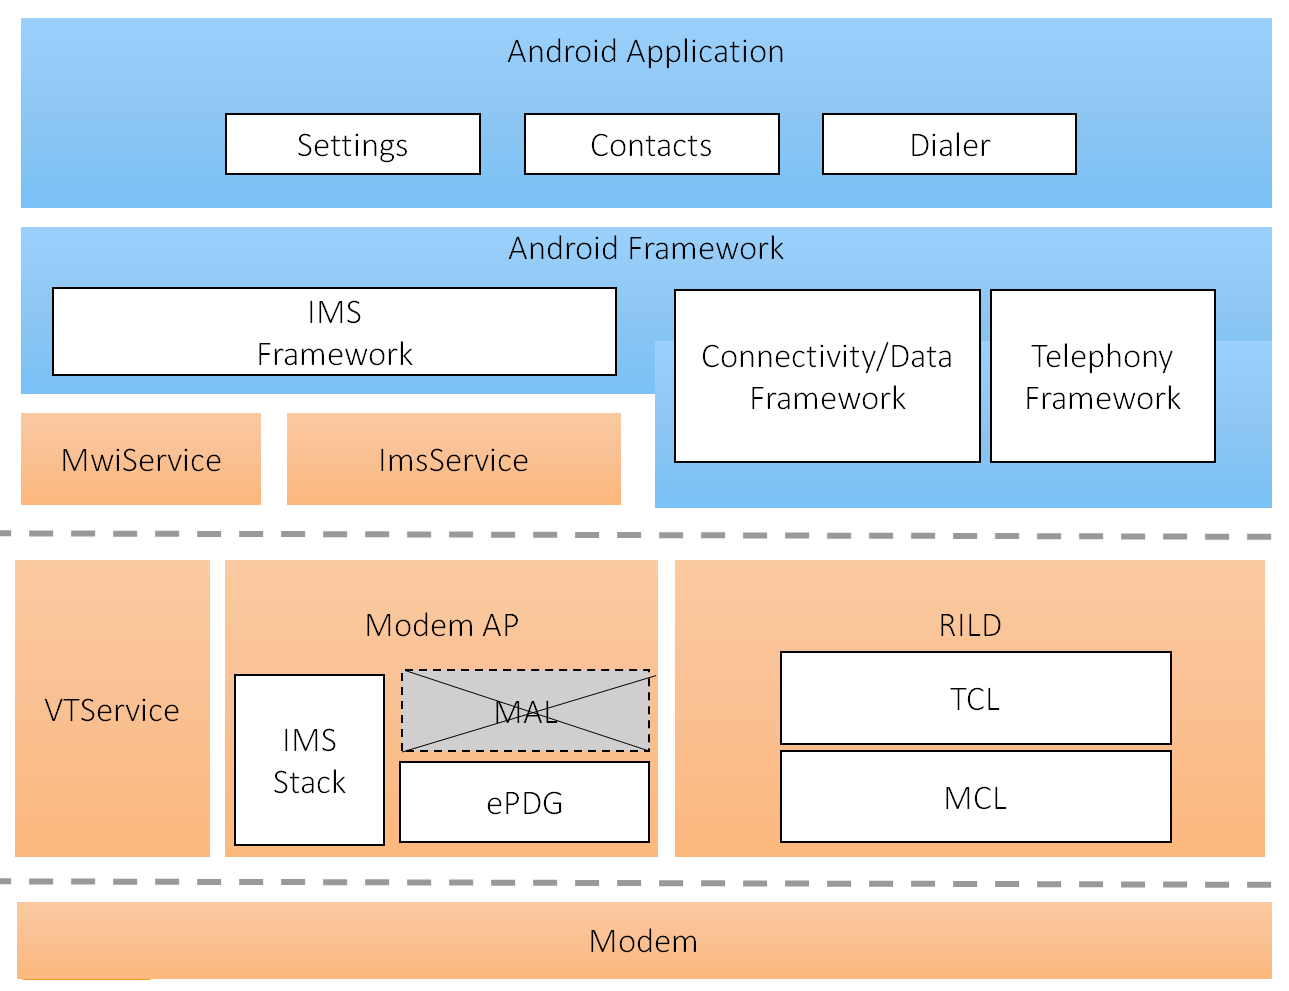 Android Application
Settings
Contacts
Dialer
Android Framework
IMS
Framework
Connectivity/Data
Framework
Telephony
Framework
MwiService
ImsService
VTService
Modem AP
IMS
Stack
MAL
ePDG
RILD
TCL
MCL
Modem